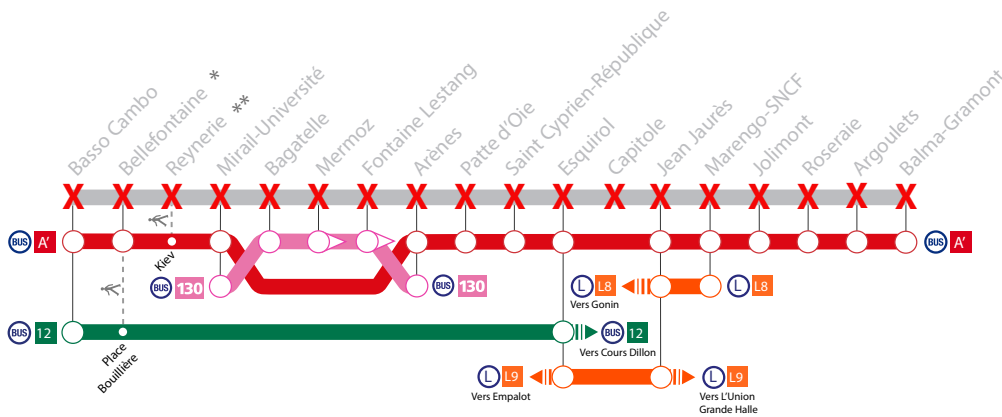 Basso Cambo
Bellefontaine *
Reynerie **
Mirail-Université
Bagatelle
Mermoz
Fontaine Lestang
Arènes
Patte d'Oie
Saint Cyprien-République
Esquirol
Capitole
Jean Jaurès
Marengo-SNCF
Jolimont
Roseraie
Argoulets
Balma-Gramont
X X X X X X X X X X X X X X X X X X
BUS A'
Kiev
BUS A'
BUS 130
BUS 130
L L8
Vers Gonin
L L8
BUS 12
Place
Bouillière
BUS 12
Vers Cours Dillon
L L9
Vers Empalot
L L9
Vers L'Union
Grande Halle